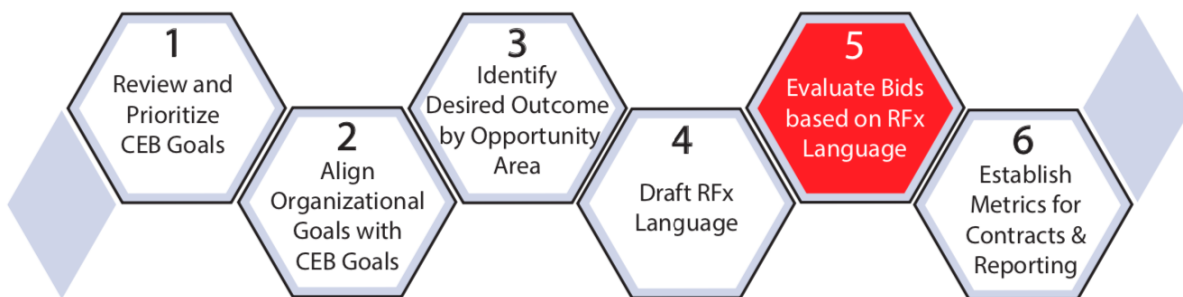 1
Review and
Prioritize
CEB Goals
2
Align
Organizational
Goals with
CEB Goals
3
Identify
Desired Outcome
by Opportunity
Area
4
Draft RFx
Language
5
Evaluate Bids
based on RFx
Language
6
Establish
Metrics for
Contracts &
Reporting